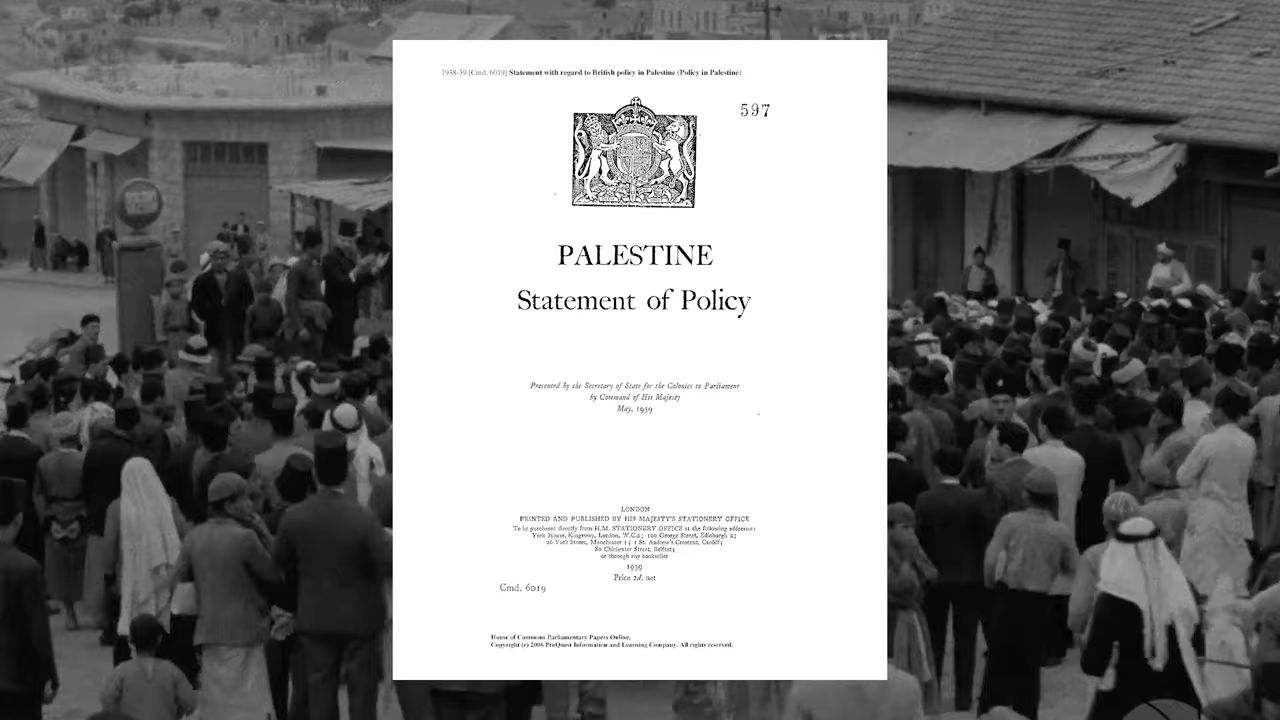 1938-39 [Cmd. 6019] Statement with regard to British policy in Palestine (Policy in Palestine)
597
PALESTINE
Statement of Policy
Presented by the Secretary of State for the Colonies to Parliament
by Command of His Majesty
May, 1939
LONDON
PRINTED AND PUBLISHED BY HIS MAJESTY'S STATIONERY OFFICE
To be purchased directly from H.M. STATIONERY OFFICE at the following addresses:
York House, Kingsway, London, W.C.2; 120 George Street, Edinburgh 2;
26 York Street, Manchester 1; 1 St. Andrew's Crescent, Cardiff;
80 Chichester Street, Belfast;
or through any bookseller
1939
Price 2d. net
Cmd. 6019
House of Commons Parliamentary Papers Online.
Copyright (c) 2006 ProQuest Information and Learning Company. All rights reserved.